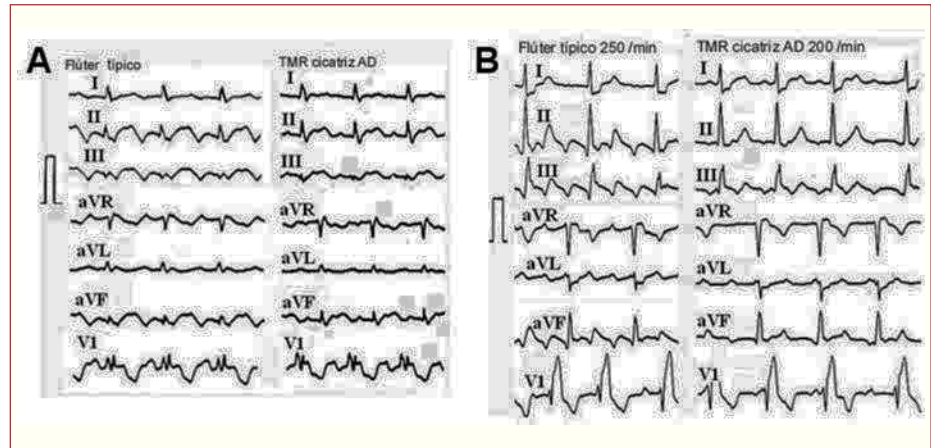 A
Flúter típico
I
II
III
aVR
aVL
aVF
V1
TMR cicatriz AD
I
II
III
aVR
aVL
aVF
V1
B
Flúter típico 250 /min
I
II
III
aVR
aVL
aVF
V1
TMR cicatriz AD 200 /min
I
II
III
aVR
aVL
aVF
V1